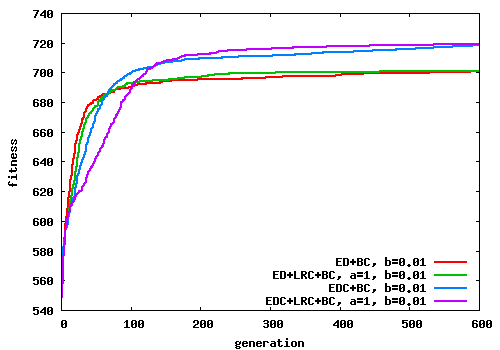 740
720
700
680
660
640
620
600
580
560
540
fitness
ED+BC, b=0.01
ED+LRC+BC, a=1, b=0.01
EDC+BC, b=0.01
EDC+LRC+BC, a=1, b=0.01
0 100 200 300 400 500 600
generation